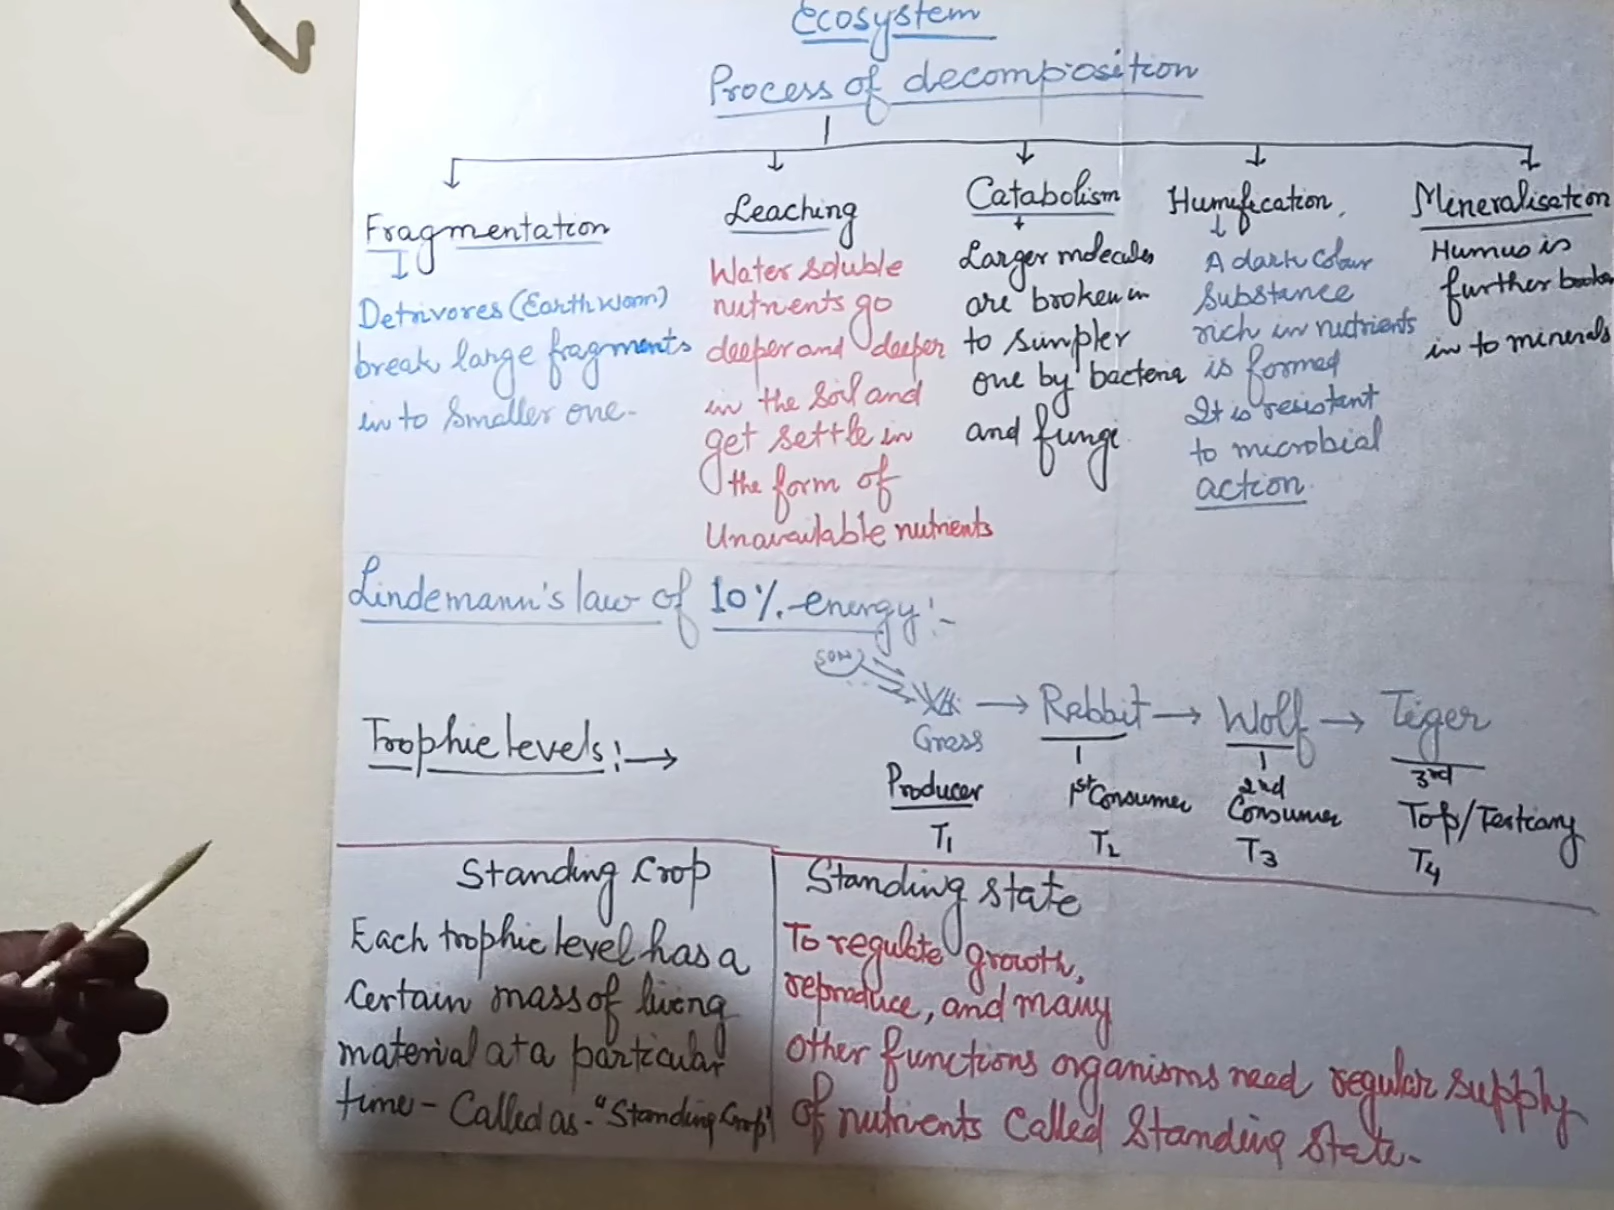 Ecosystem
Process of decomposition
Fragmentation
Detrivores (Earthworm)
break large fragments
in to Smaller one.
Leaching
Water soluble
nutrients go
deeper and deeper
in the soil and
get settle in
the form of
Unavailable nutrients
Catabolism
Larger molecules
are broken in
to simpler
one by bacteria
and fungi
Humification
A dark Colour
Substance
rich in nutrients
is formed
It is resistant
to microbial
action.
Mineralisation
Humus is
further broken
in to minerals
Lindemann's law of 10% energy:-
SUN
Trophic levels:→
Grass → Rabbit → Wolf → Tiger
Producer 1st Consumer 2nd Consumer 3rd Top/Tertiary
T1 T2 T3 T4
Standing Crop
Each trophic level has a
Certain mass of living
material at a particular
time - Called as - "Standing Crop"
Standing state
To regulate growth,
reproduce, and many
other functions organisms need regular supply
of nutrients Called Standing state.